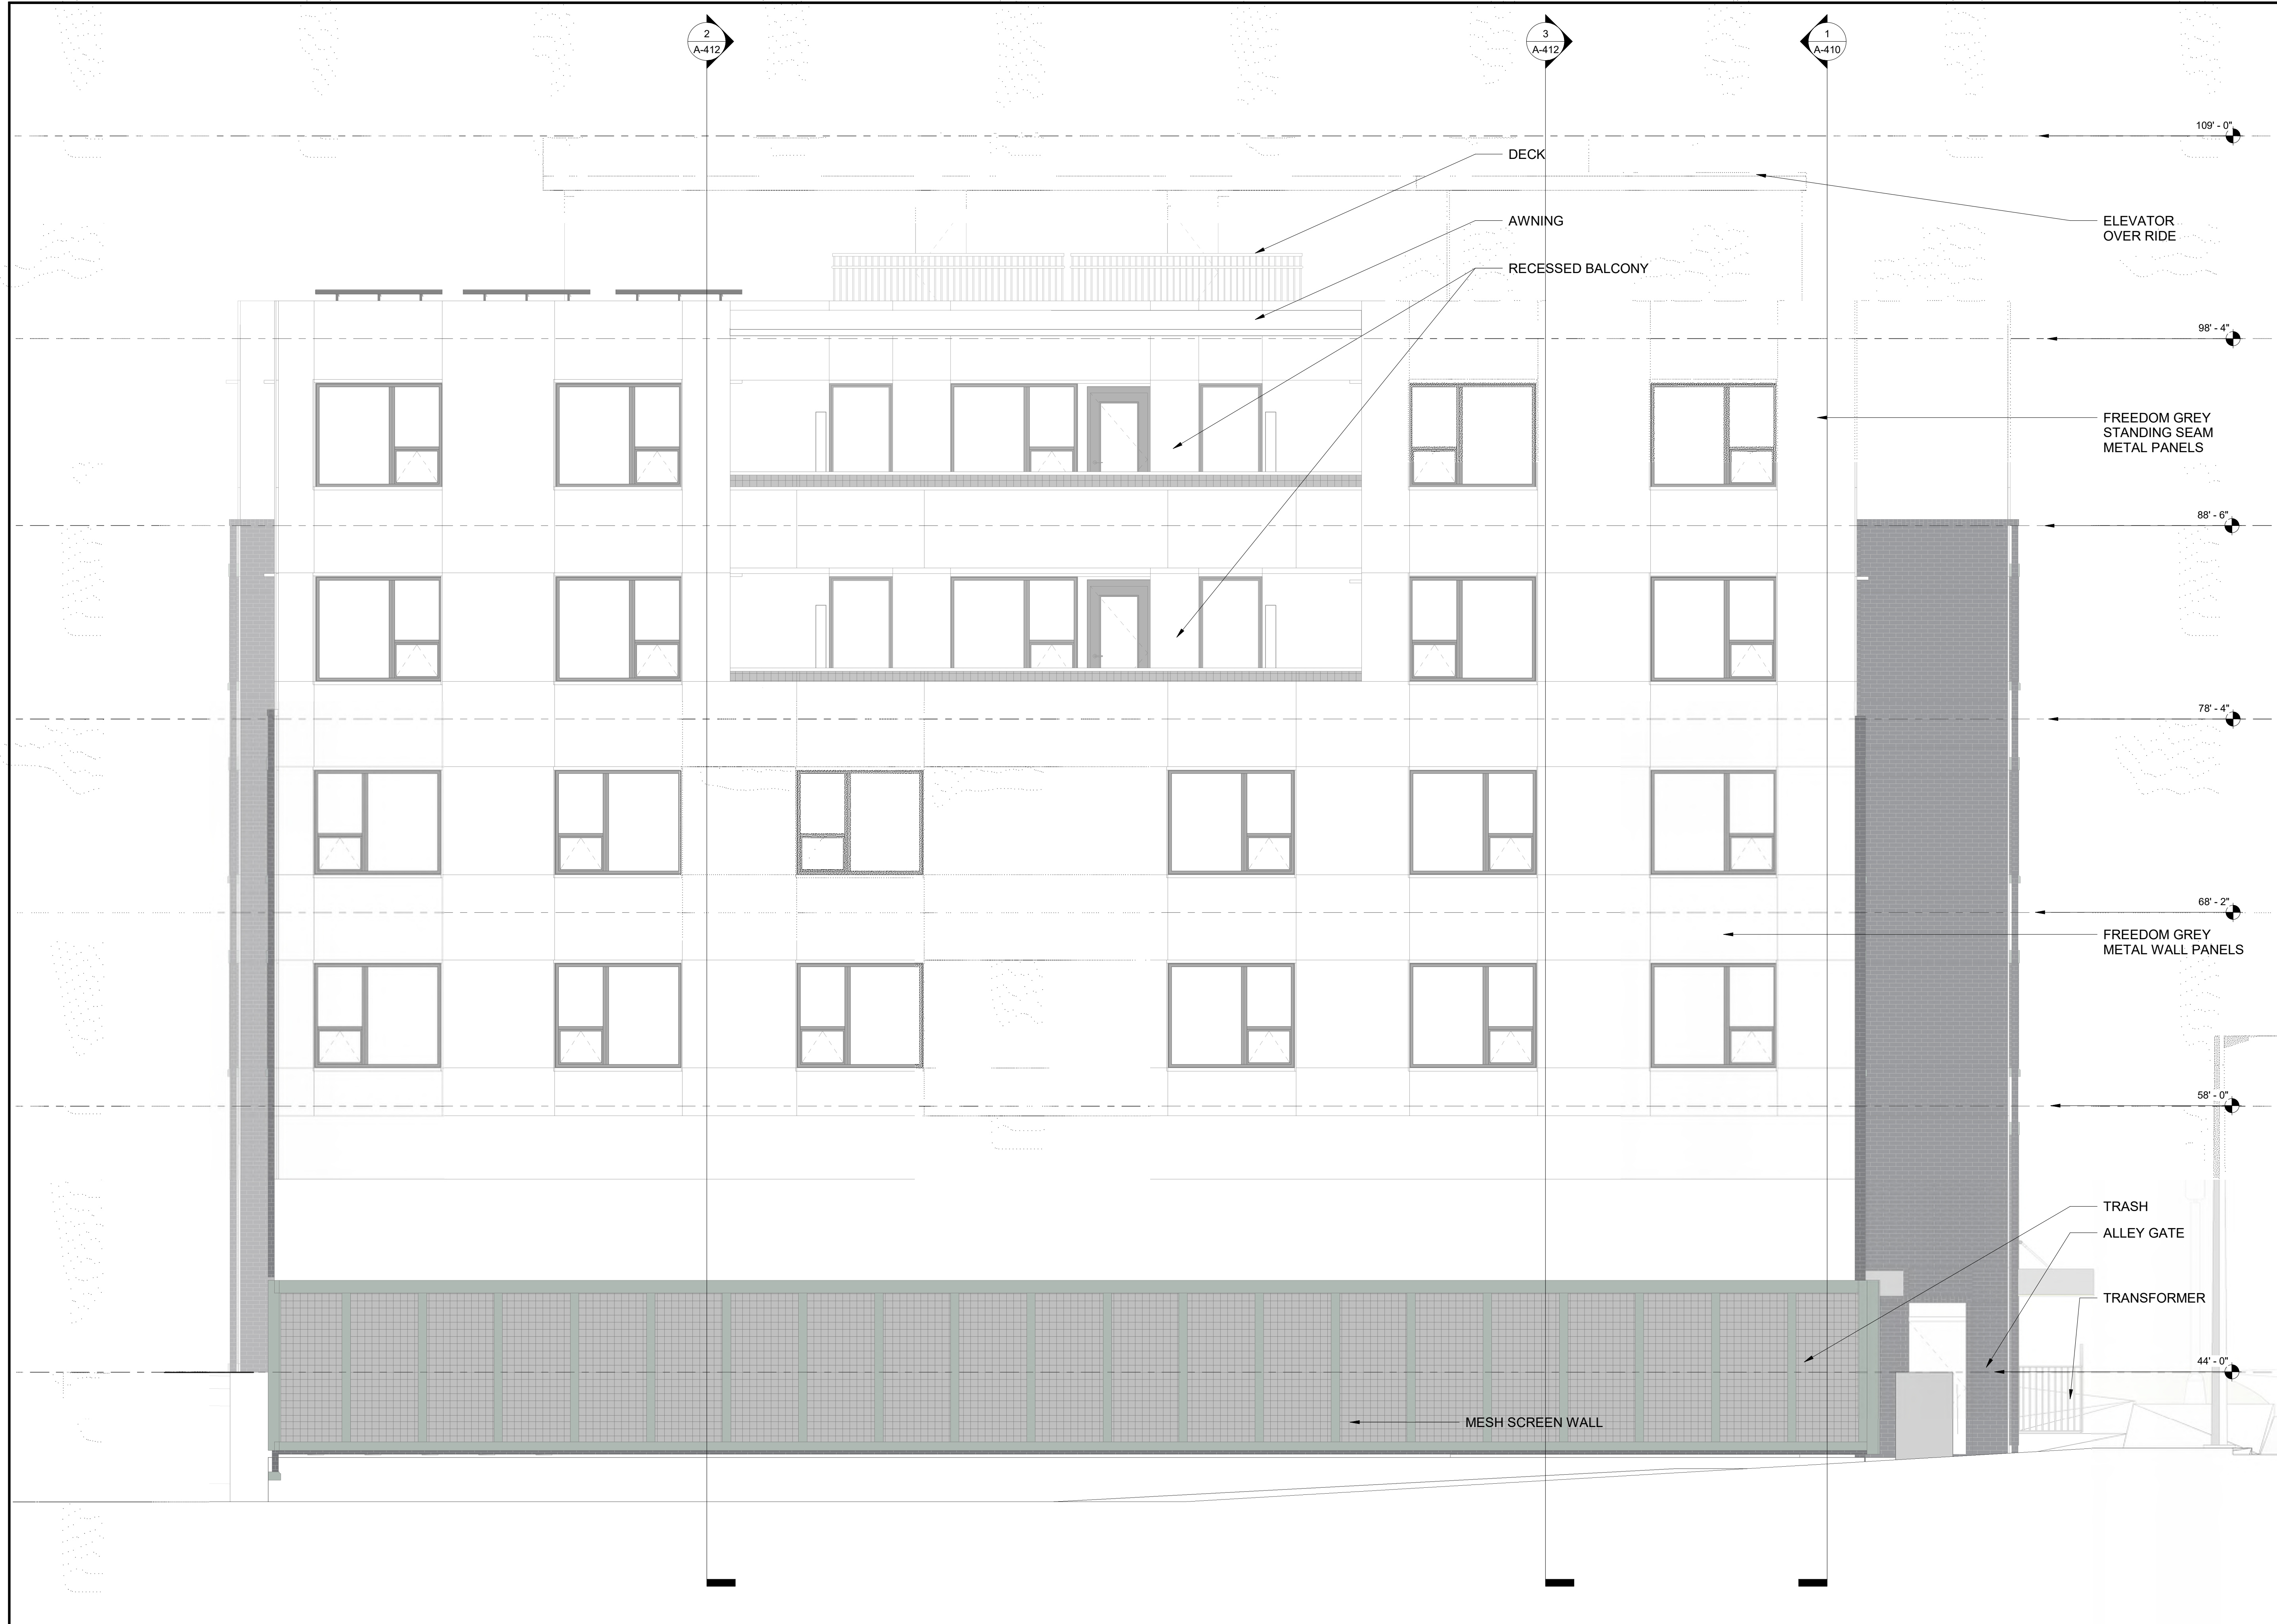 2
A-412
3
A-412
1
A-410
109' - 0"
DECK
AWNING
ELEVATOR
OVER RIDE
RECESSED BALCONY
98' - 4"
FREEDOM GREY
STANDING SEAM
METAL PANELS
88' - 6"
78' - 4"
68' - 2"
FREEDOM GREY
METAL WALL PANELS
58' - 0"
TRASH
ALLEY GATE
TRANSFORMER
44' - 0"
MESH SCREEN WALL